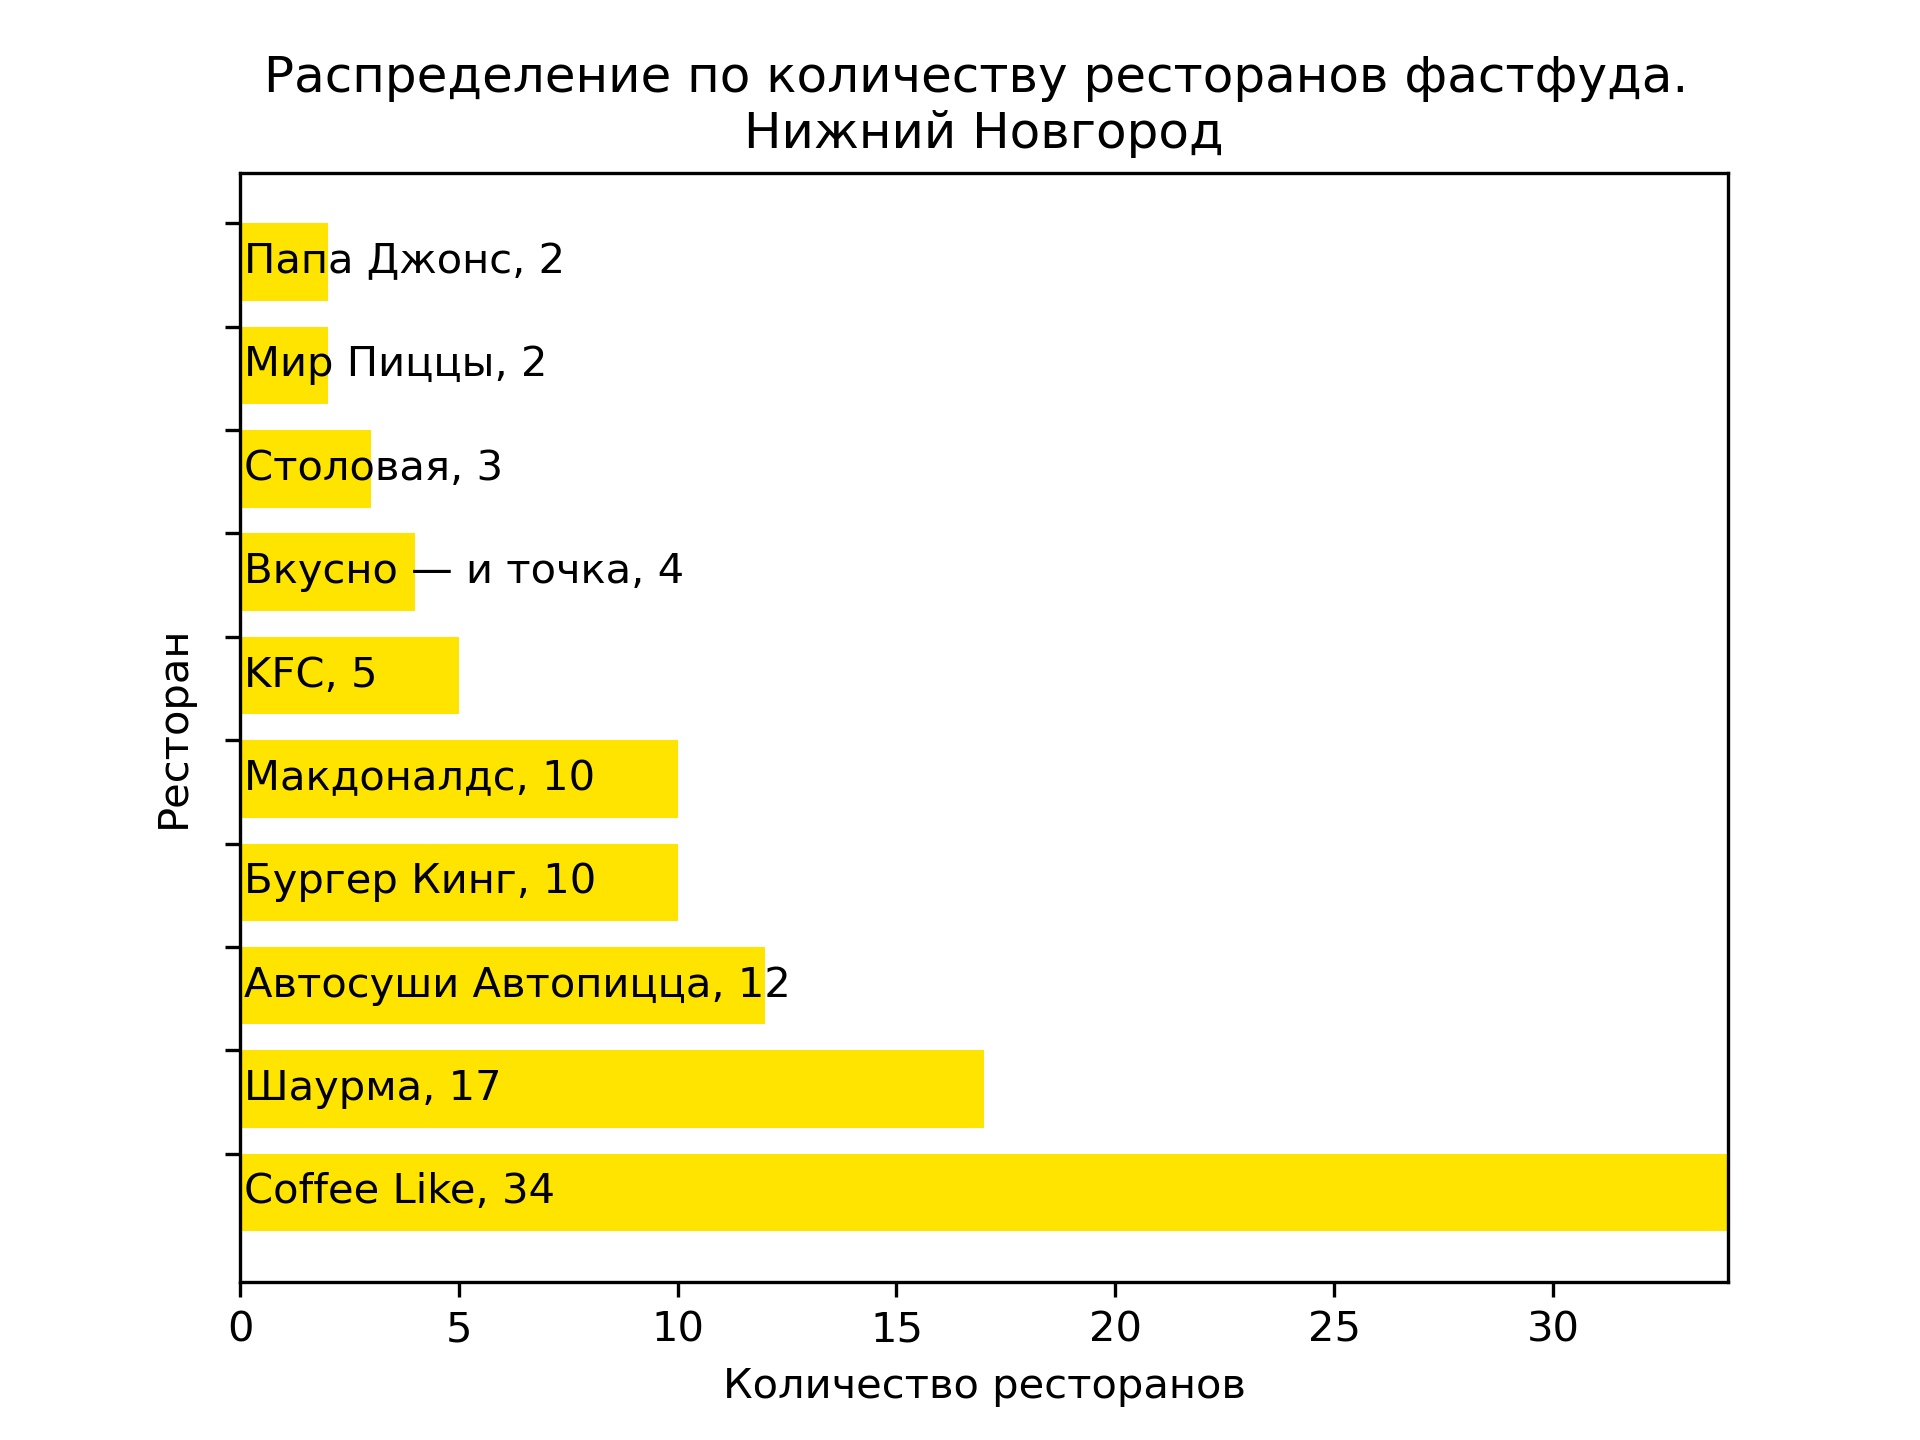 Распределение по количеству ресторанов фастфуда.
Нижний Новгород
Ресторан
Папа Джонс, 2
Мир Пиццы, 2
Столовая, 3
Вкусно — и точка, 4
KFC, 5
Макдоналдс, 10
Бургер Кинг, 10
Автосуши Автопицца, 12
Шаурма, 17
Coffee Like, 34
0 5 10 15 20 25 30
Количество ресторанов